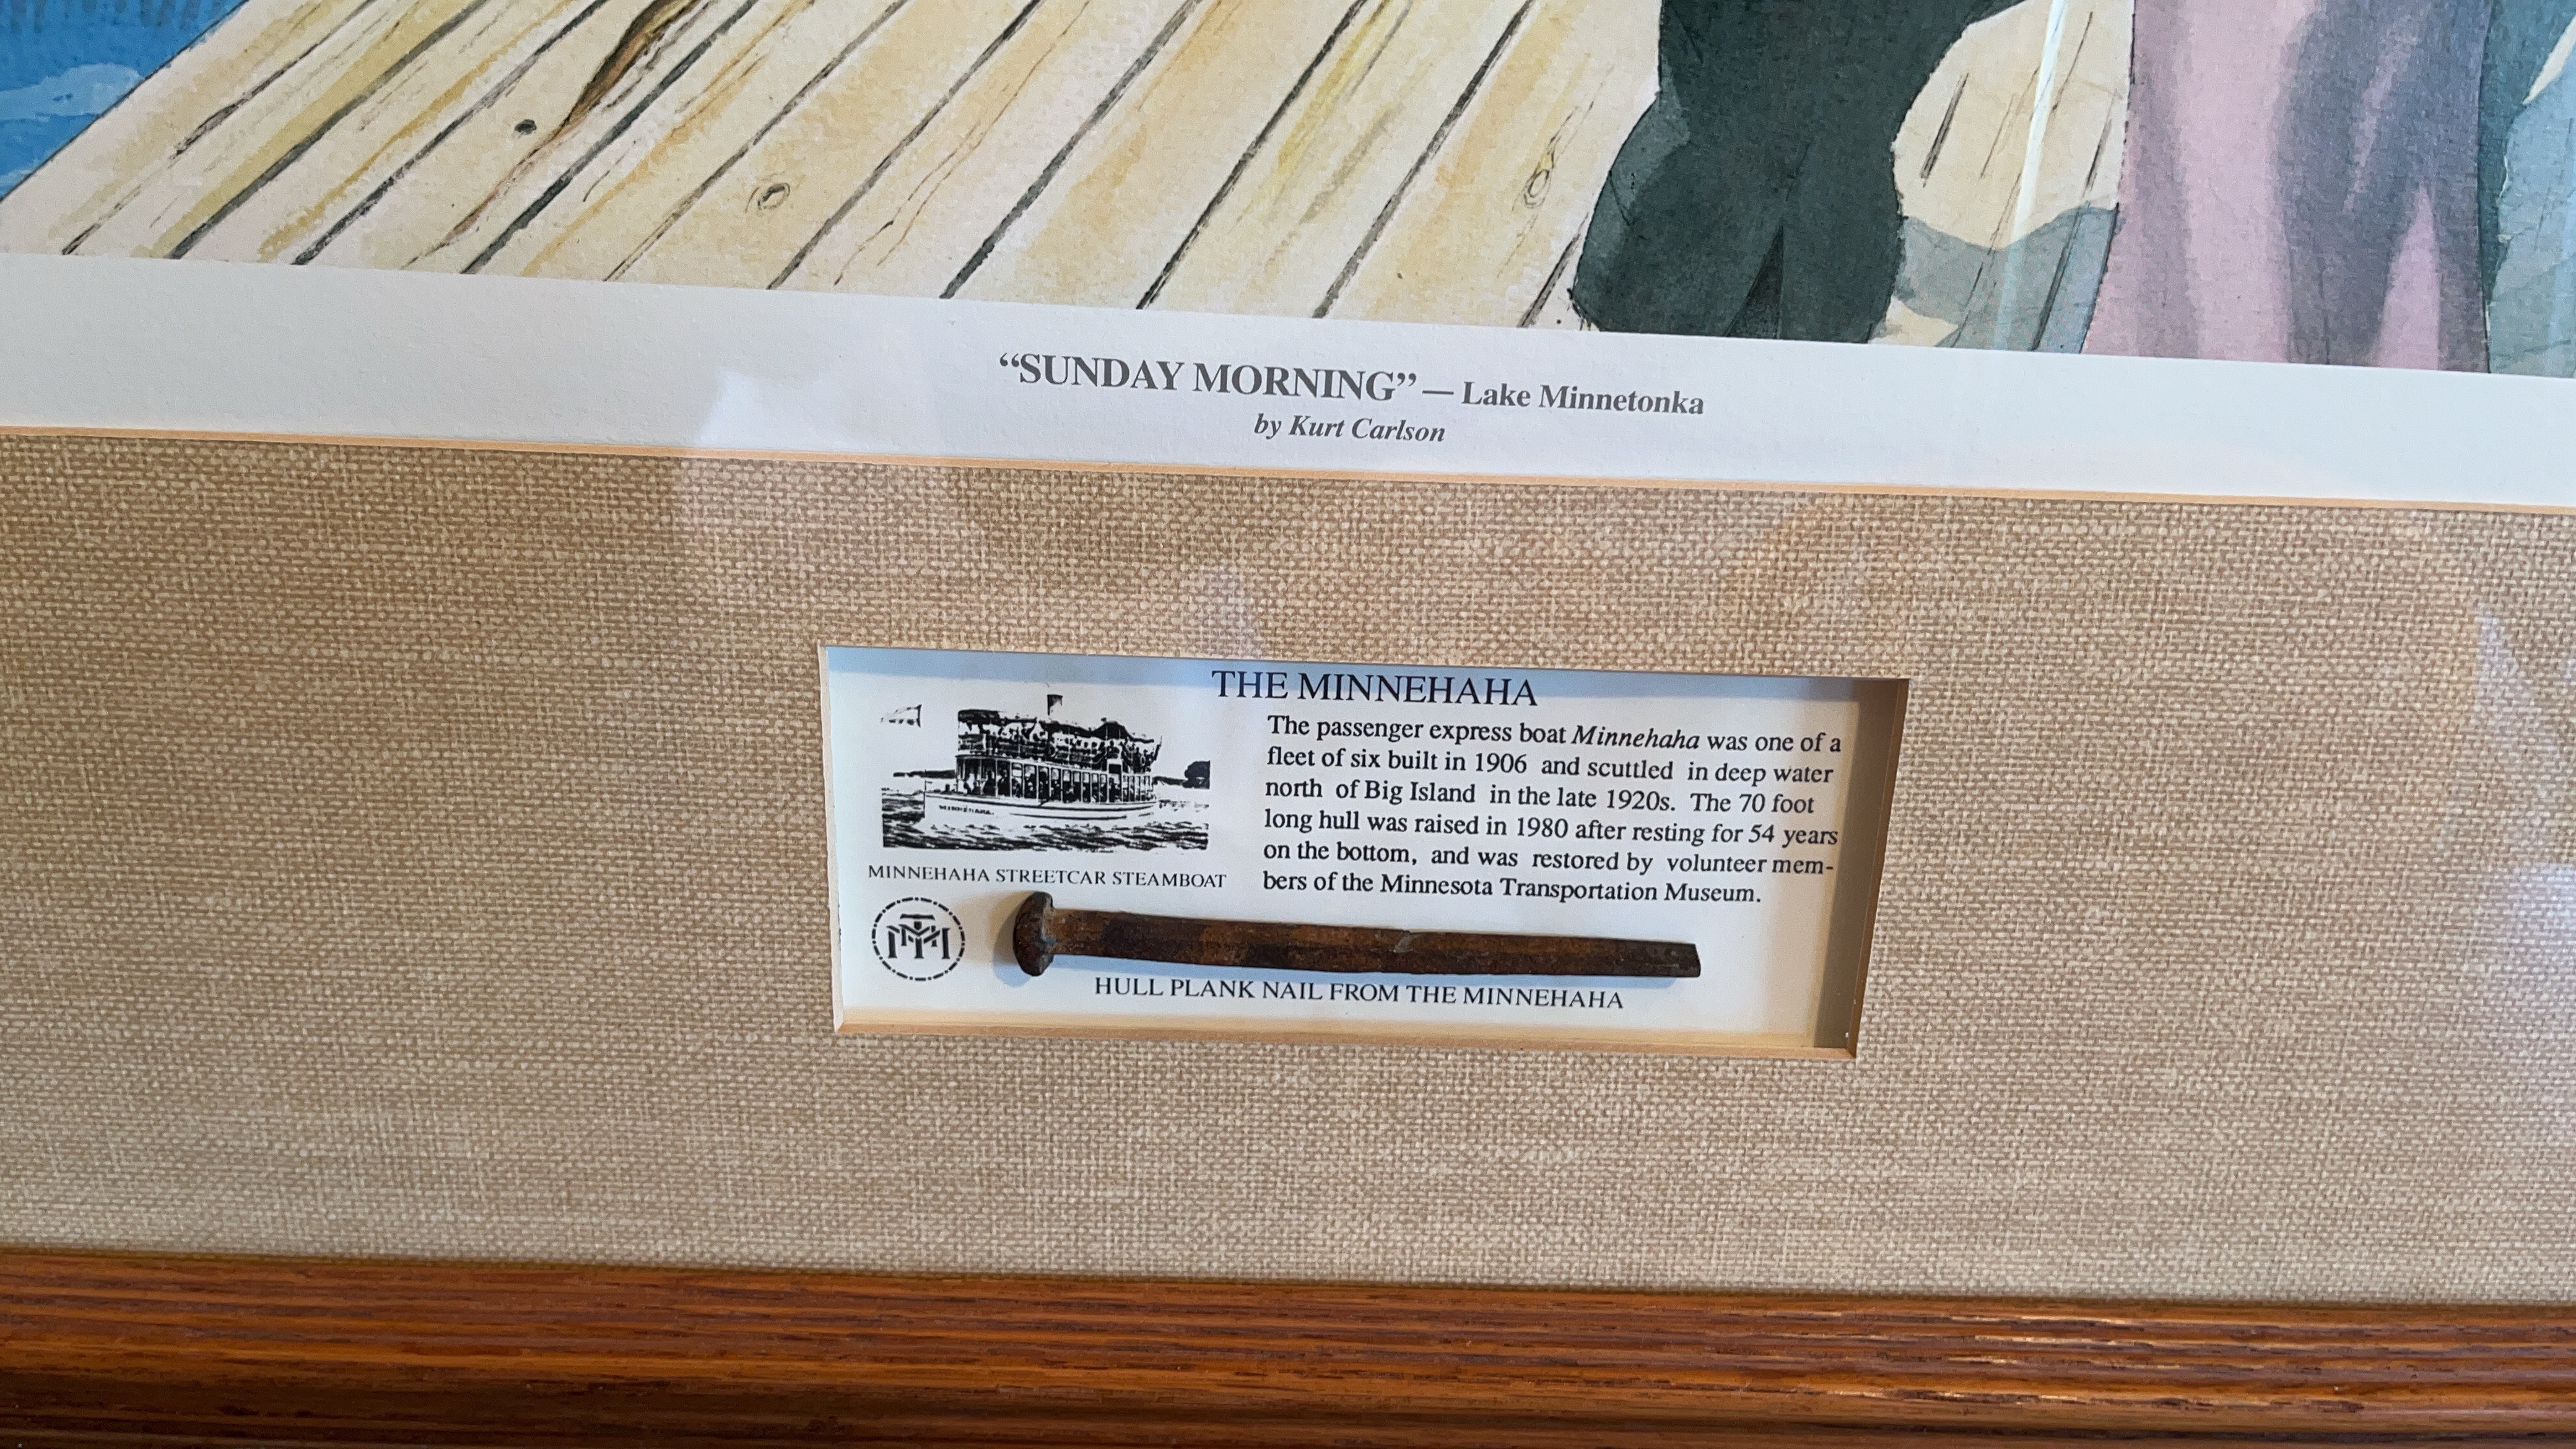 “SUNDAY MORNING” — Lake Minnetonka
by Kurt Carlson
THE MINNEHAHA
The passenger express boat Minnehaha was one of a
fleet of six built in 1906 and scuttled in deep water
north of Big Island in the late 1920s. The 70 foot
long hull was raised in 1980 after resting for 54 years
on the bottom, and was restored by volunteer mem-
bers of the Minnesota Transportation Museum.
MINNEHAHA STREETCAR STEAMBOAT
MTM
HULL PLANK NAIL FROM THE MINNEHAHA